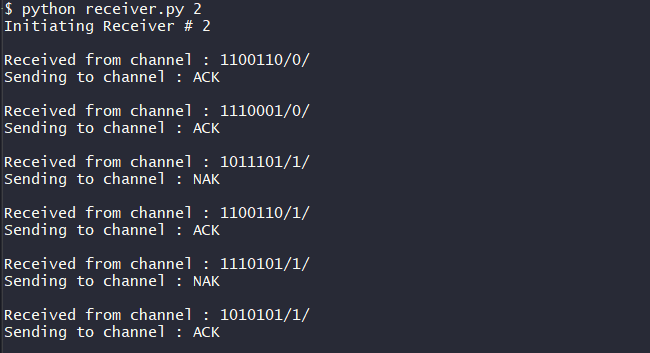 $ python receiver.py 2
Initiating Receiver # 2
Received from channel : 1100110/0/
Sending to channel : ACK
Received from channel : 1110001/0/
Sending to channel : ACK
Received from channel : 1011101/1/
Sending to channel : NAK
Received from channel : 1100110/1/
Sending to channel : ACK
Received from channel : 1110101/1/
Sending to channel : NAK
Received from channel : 1010101/1/
Sending to channel : ACK